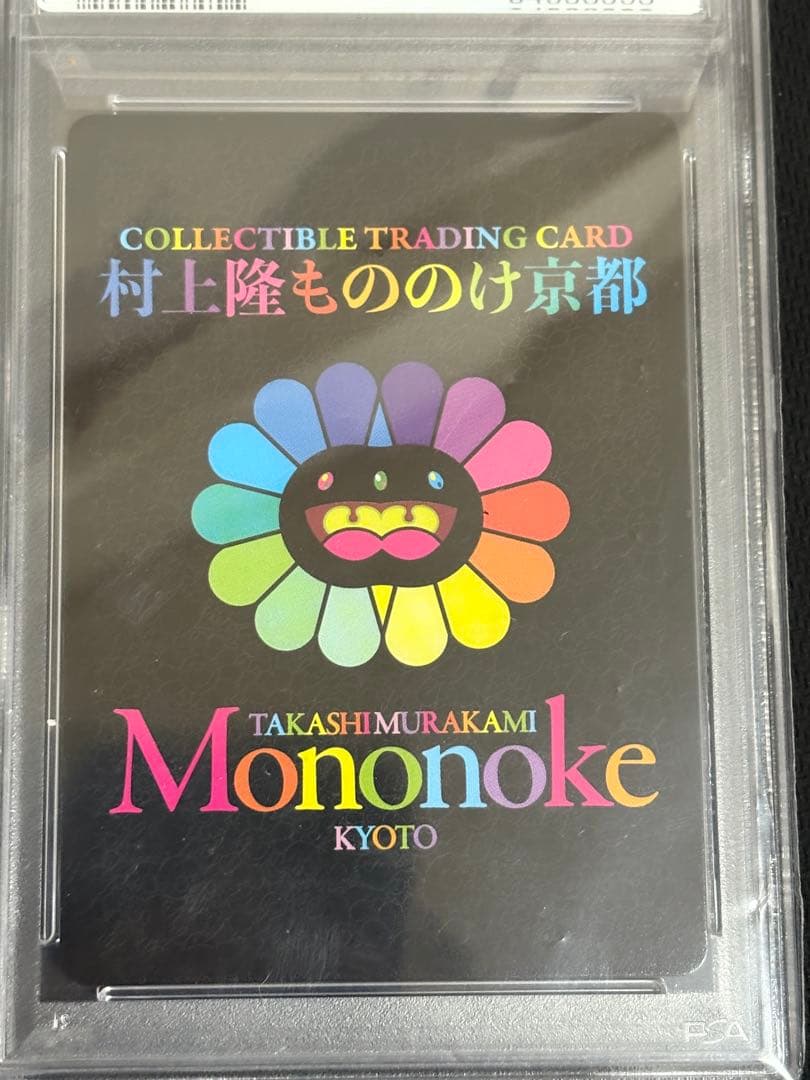 COLLECTIBLE TRADING CARD
村上隆もののけ京都
TAKASHI MURAKAMI
Mononoke
KYOTO
PSA